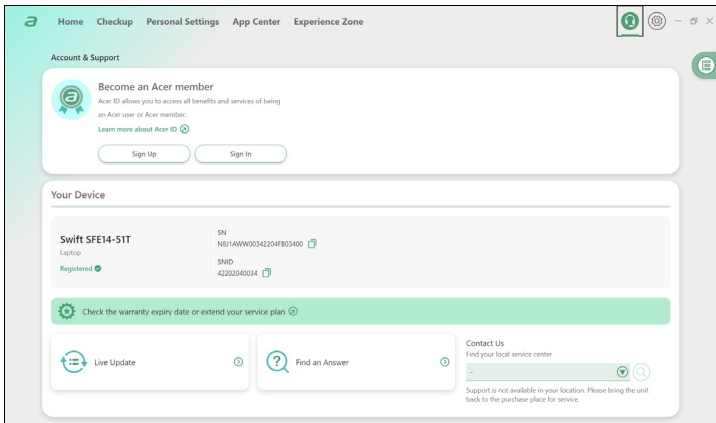 a Home Checkup Personal Settings App Center Experience Zone
Account & Support
Become an Acer member
Acer ID allows you to access all benefits and services of being
an Acer user or Acer member.
Learn more about Acer ID
Sign Up Sign In
Your Device
Swift SFE14-51T
Laptop
Registered
SN
N8J1AWW00342204FB03400
SNID
42202040034
Check the warranty expiry date or extend your service plan
Live Update
Find an Answer
Contact Us
Find your local service center
-
Support is not available in your location. Please bring the unit
back to the purchase place for service.